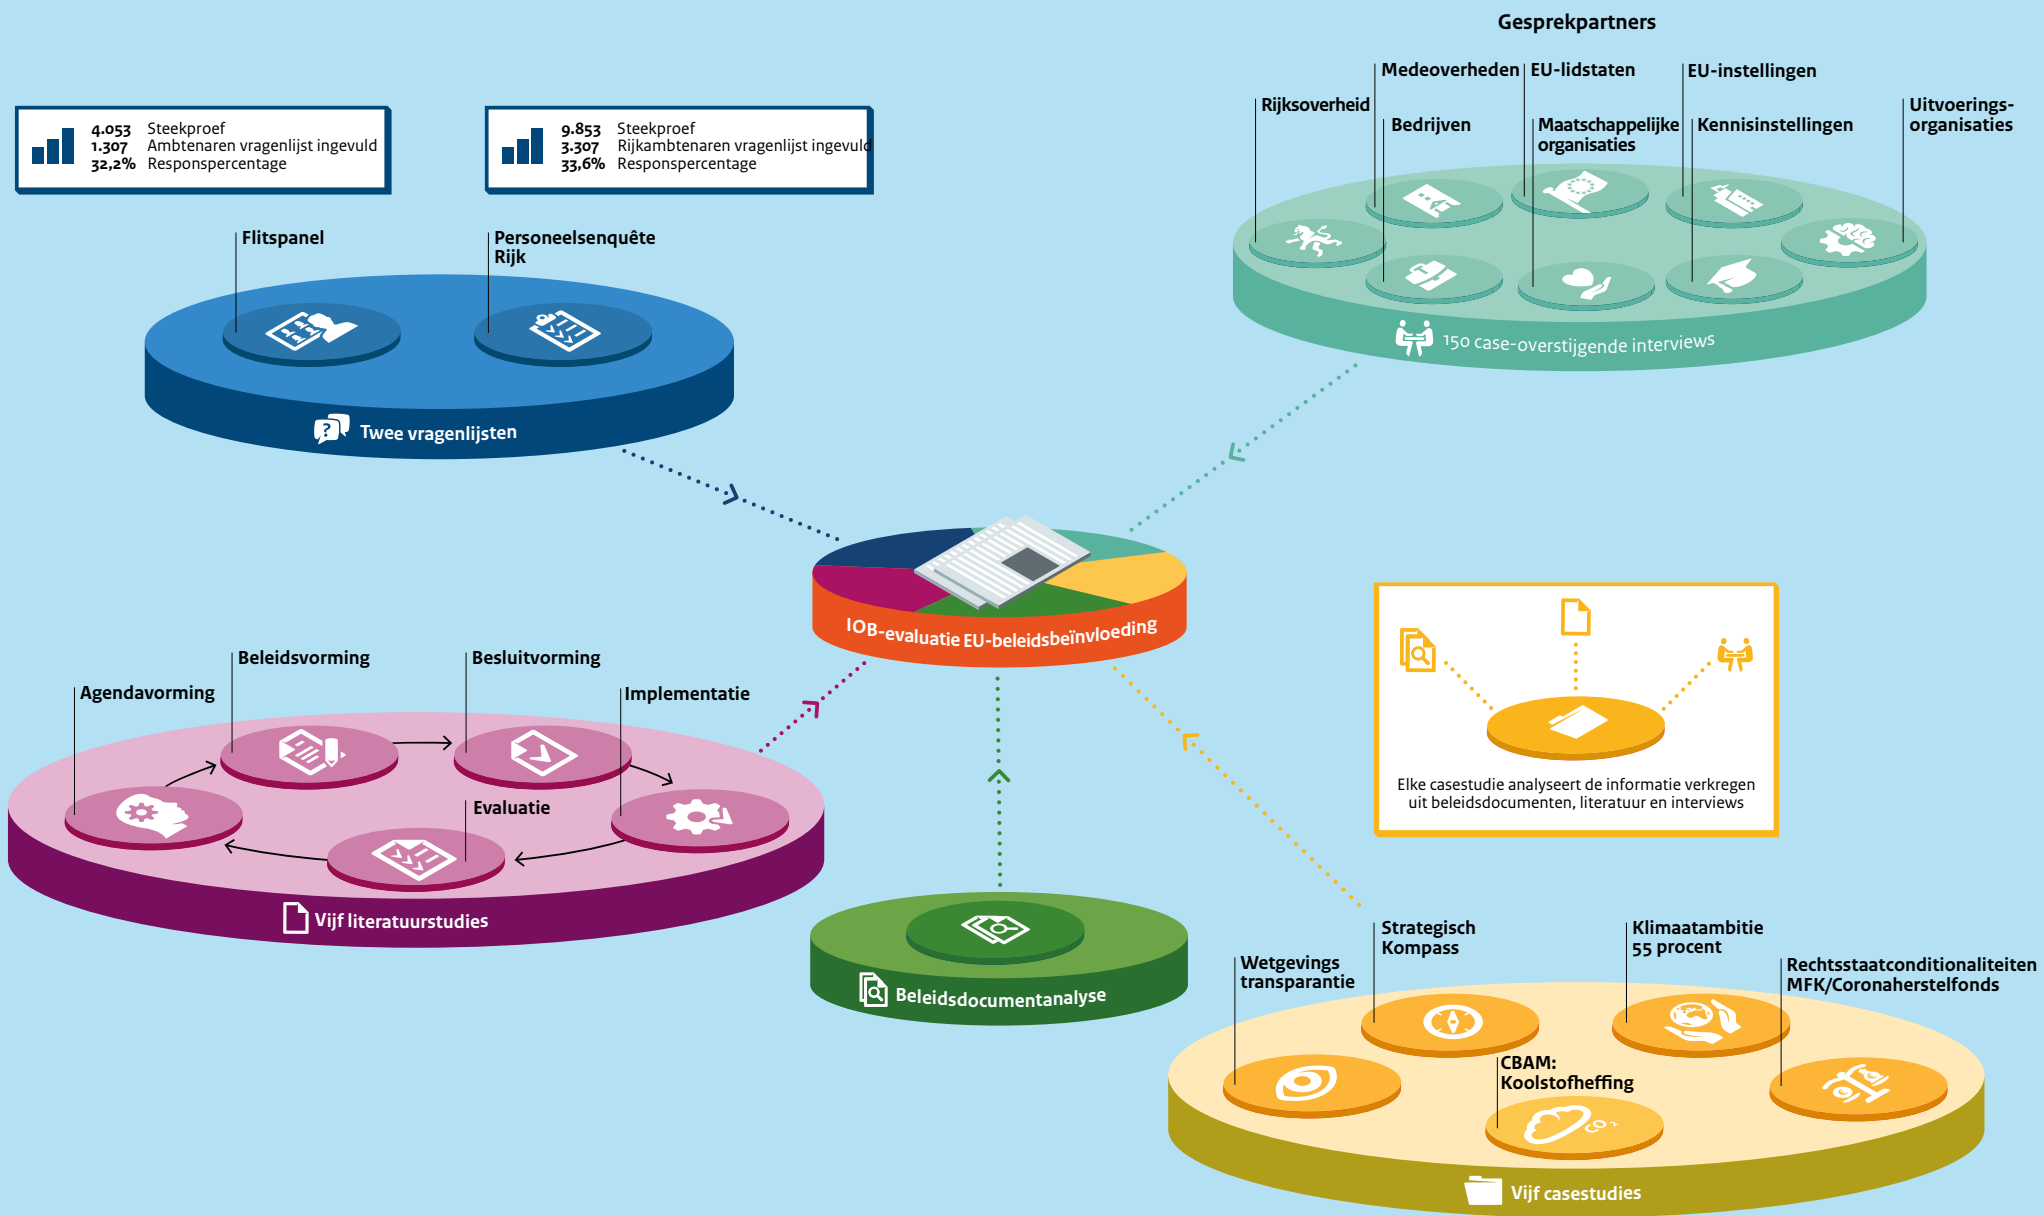 Gesprekpartners
Medeoverheden
EU-lidstaten
EU-instellingen
Rijksoverheid
Uitvoerings-
organisaties
Bedrijven
Maatschappelijke
organisaties
Kennisinstellingen
150 case-overstijgende interviews
4.053 Steekproef
1.307 Ambtenaren vragenlijst ingevuld
32,2% Responspercentage
9.853 Steekproef
3.307 Rijkambtenaren vragenlijst ingevuld
33,6% Responspercentage
Flitspanel
Personeelsenquête
Rijk
?
Twee vragenlijsten
IOB-evaluatie EU-beleidsbeïnvloeding
Beleidsvorming
Besluitvorming
Agendavorming
Implementatie
Evaluatie
Vijf literatuurstudies
Beleidsdocumentanalyse
Elke casestudie analyseert de informatie verkregen
uit beleidsdocumenten, literatuur en interviews
Strategisch
Kompass
Klimaatambitie
55 procent
Wetgevings
transparantie
Rechtsstaatconditionaliteiten
MFK/Coronaherstelfonds
CBAM:
Koolstofheffing
CO2
Vijf casestudies